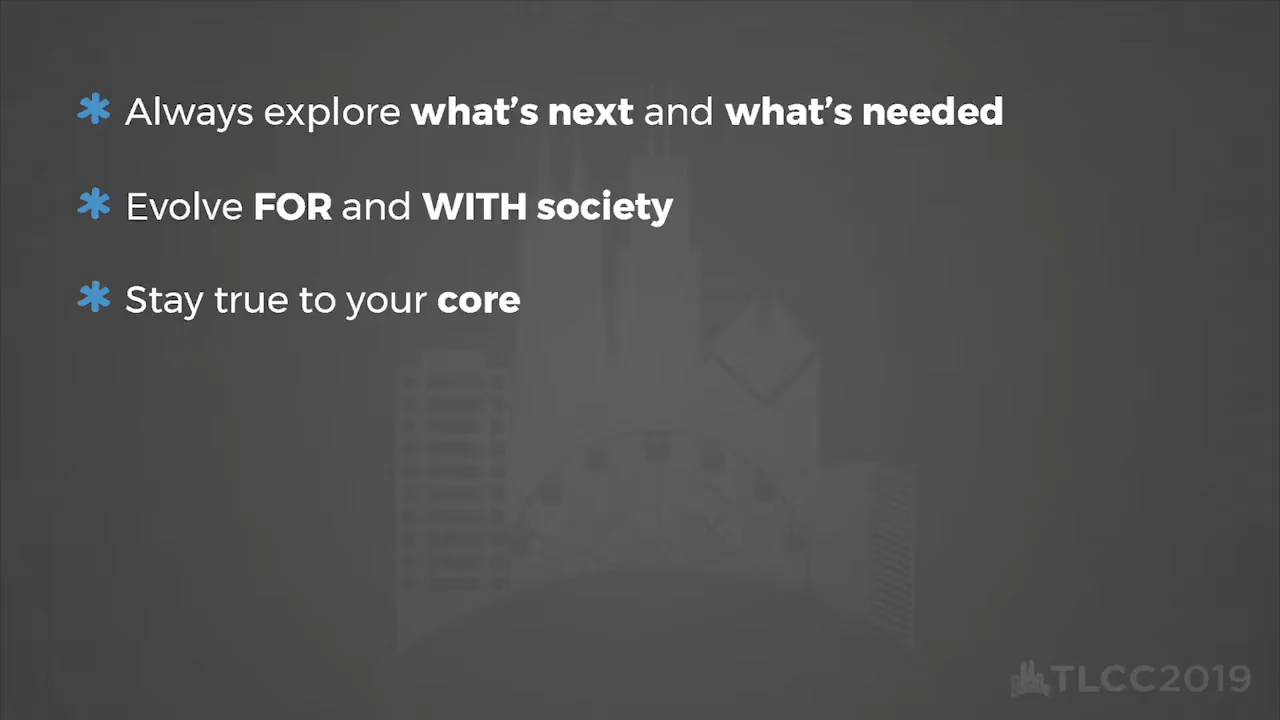 * Always explore what's next and what's needed
* Evolve FOR and WITH society
* Stay true to your core
TLCC2019